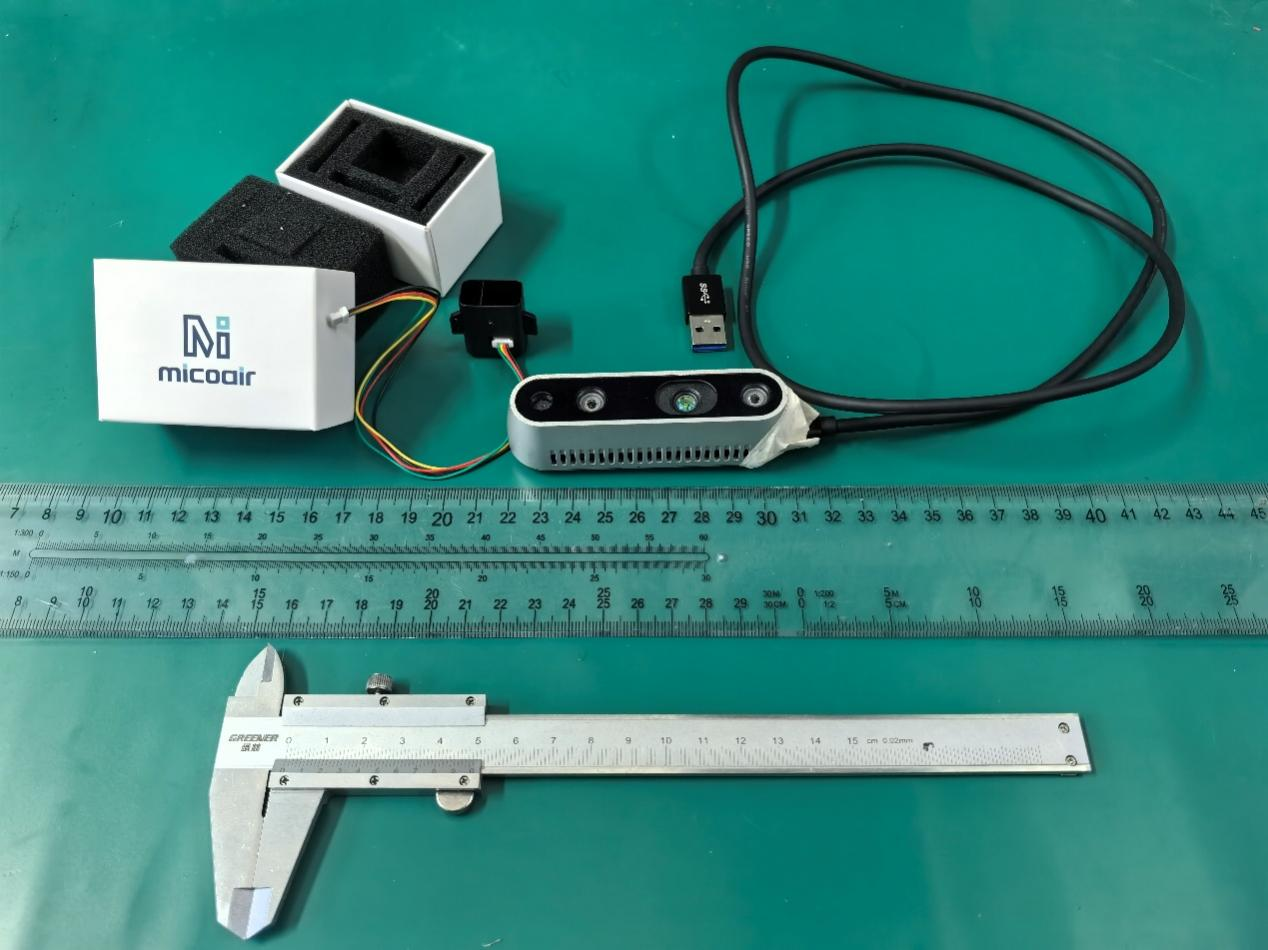 micoair
SS
7 8 9 10 11 12 13 14 15 16 17 18 19 20 21 22 23 24 25 26 27 28 29 30 31 32 33 34 35 36 37 38 39 40 41 42 43 44 45
1:300 0 5 10 15 20 25 30 35 40 45 50 55 60
M
1:150 0 5 10 15 20 25 30
10 15 20 25 30M 0 1:200 5M 10 15 20 25
8 9 10 11 12 13 14 15 16 17 18 19 20 21 22 23 24 25 26 27 28 29 30CM 0 1:2 5CM 10 15 20 25
GREENER
0 1 2 3 4 5 6 7 8 9 10 11 12 13 14 15 cm 0.02mm